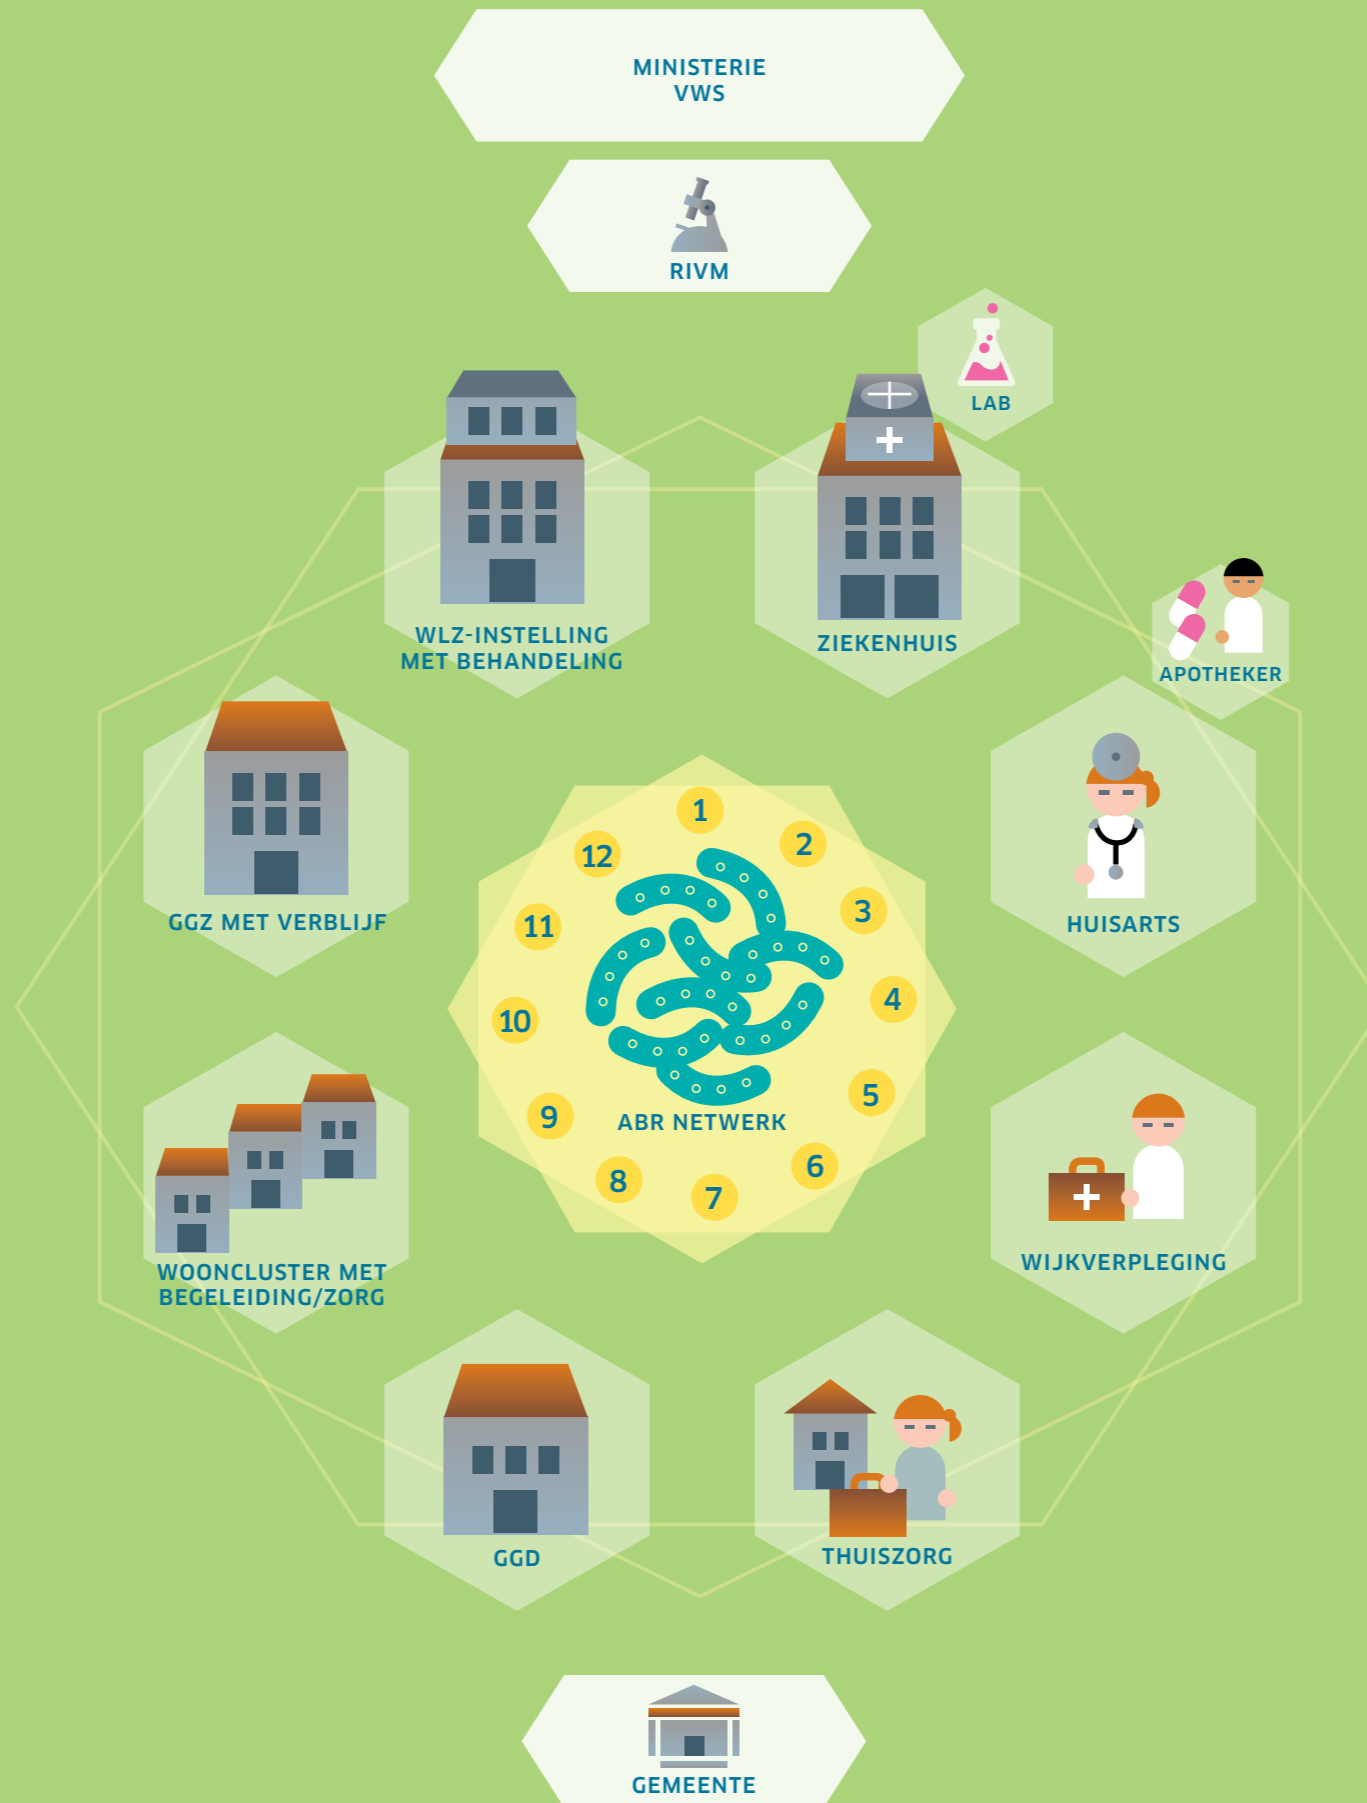 MINISTERIE
VWS
RIVM
LAB
WLZ-INSTELLING
MET BEHANDELING
ZIEKENHUIS
APOTHEKER
GGZ MET VERBLIJF
HUISARTS
1
2
3
4
5
6
7
8
9
10
11
12
ABR NETWERK
WOONCLUSTER MET
BEGELEIDING/ZORG
WIJKVERPLEGING
GGD
THUISZORG
GEMEENTE